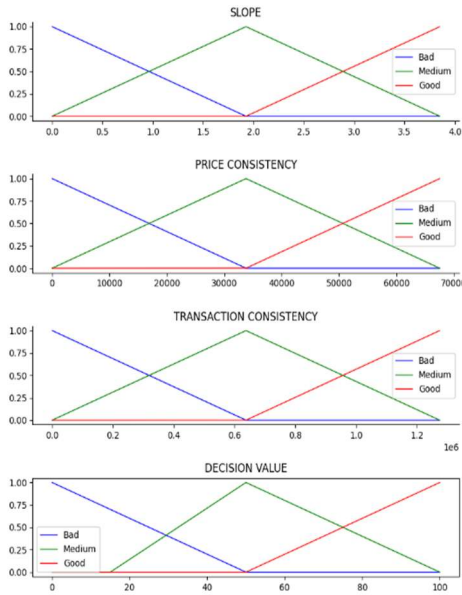 SLOPE
1.00
0.75
0.50
0.25
0.00
Bad
Medium
Good
0.0 0.5 1.0 1.5 2.0 2.5 3.0 3.5 4.0
PRICE CONSISTENCY
1.00
0.75
0.50
0.25
0.00
Bad
Medium
Good
0 10000 20000 30000 40000 50000 60000 7000
TRANSACTION CONSISTENCY
1.00
0.75
0.50
0.25
0.00
Bad
Medium
Good
0.0 0.2 0.4 0.6 0.8 1.0 1.2
1e6
DECISION VALUE
1.00
0.75
0.50
0.25
0.00
Bad
Medium
Good
0 20 40 60 80 100